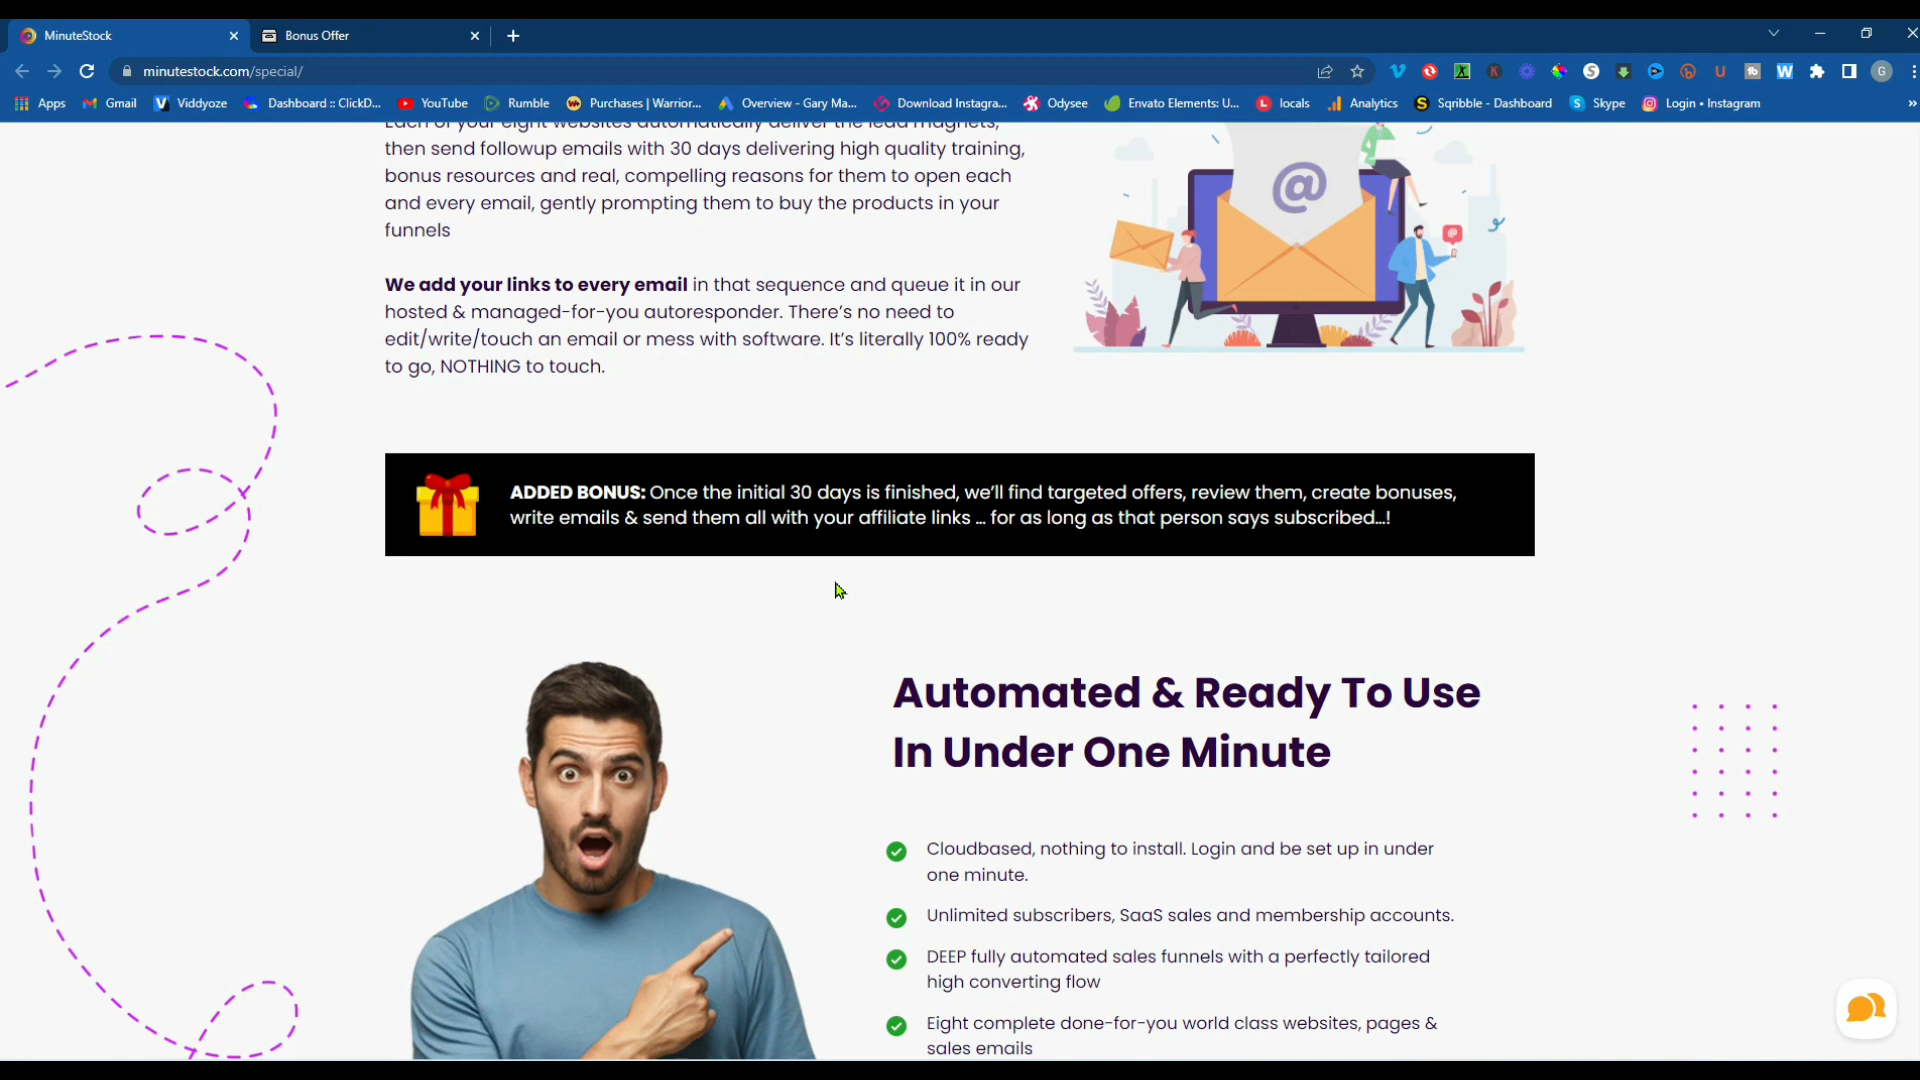 MinuteStock
Bonus Offer
minutestock.com/special/
G
Apps
Gmail
Viddyoze
Dashboard :: ClickD...
YouTube
Rumble
Purchases | Warrior...
Overview - Gary Ma...
Download Instagra...
Odysee
Envato Elements: U...
locals
Analytics
Sqribble - Dashboard
Skype
Login • Instagram
»
Each of your eight websites automatically deliver the lead magnets,
then send followup emails with 30 days delivering high quality training,
bonus resources and real, compelling reasons for them to open each
and every email, gently prompting them to buy the products in your
funnels
We add your links to every email in that sequence and queue it in our
hosted & managed-for-you autoresponder. There’s no need to
edit/write/touch an email or mess with software. It’s literally 100% ready
to go, NOTHING to touch.
@
@
ADDED BONUS: Once the initial 30 days is finished, we’ll find targeted offers, review them, create bonuses,
write emails & send them all with your affiliate links ... for as long as that person says subscribed...!
Automated & Ready To Use
In Under One Minute
Cloudbased, nothing to install. Login and be set up in under
one minute.
Unlimited subscribers, SaaS sales and membership accounts.
DEEP fully automated sales funnels with a perfectly tailored
high converting flow
Eight complete done-for-you world class websites, pages &
sales emails